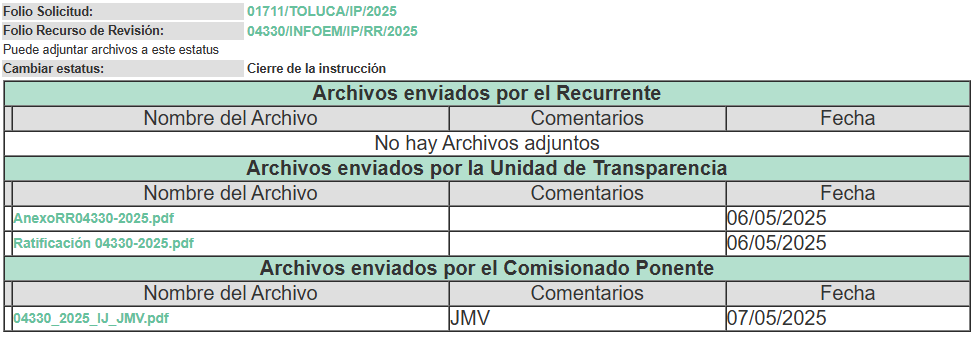 Folio Solicitud: 01711/TOLUCA/IP/2025
Folio Recurso de Revisión: 04330/INFOEM/IP/RR/2025
Puede adjuntar archivos a este estatus
Cambiar estatus: Cierre de la instrucción
Archivos enviados por el Recurrente
Nombre del Archivo Comentarios Fecha
No hay Archivos adjuntos
Archivos enviados por la Unidad de Transparencia
Nombre del Archivo Comentarios Fecha
AnexoRR04330-2025.pdf 06/05/2025
Ratificación 04330-2025.pdf 06/05/2025
Archivos enviados por el Comisionado Ponente
Nombre del Archivo Comentarios Fecha
04330_2025_IJ_JMV.pdf JMV 07/05/2025